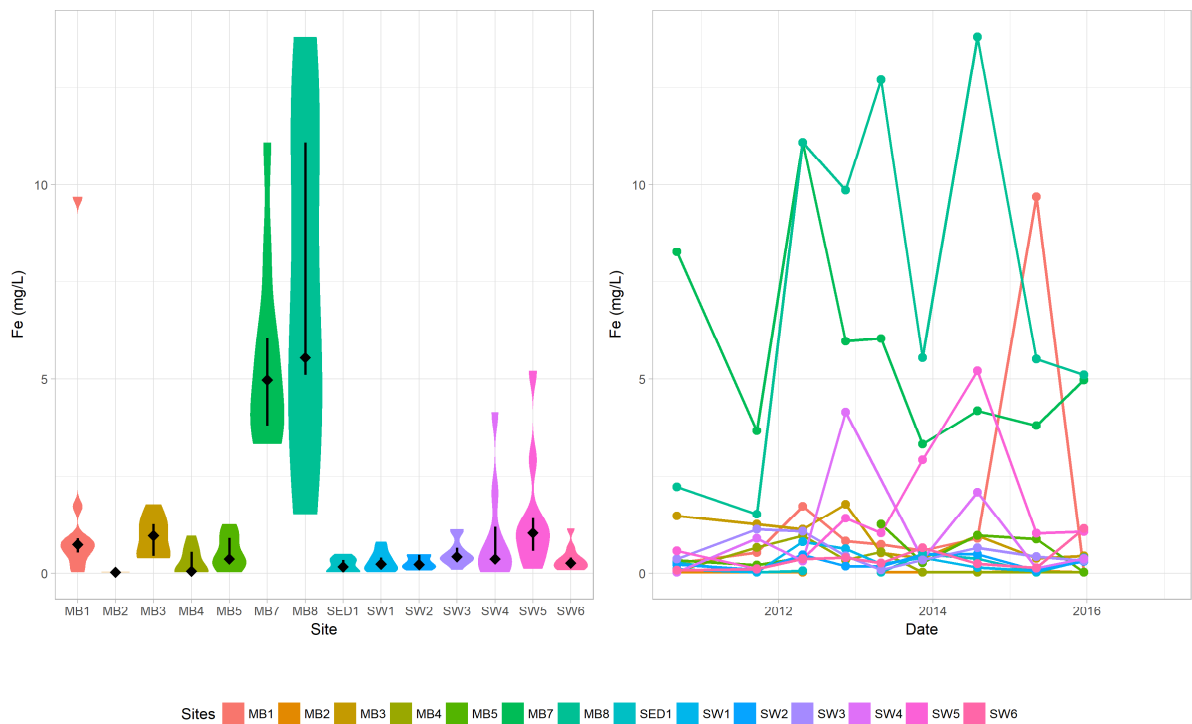 10
5
0
Fe (mg/L)
MB1 MB2 MB3 MB4 MB5 MB7 MB8 SED1 SW1 SW2 SW3 SW4 SW5 SW6
Site
10
5
0
Fe (mg/L)
2012 2014 2016
Date
Sites MB1 MB2 MB3 MB4 MB5 MB7 MB8 SED1 SW1 SW2 SW3 SW4 SW5 SW6